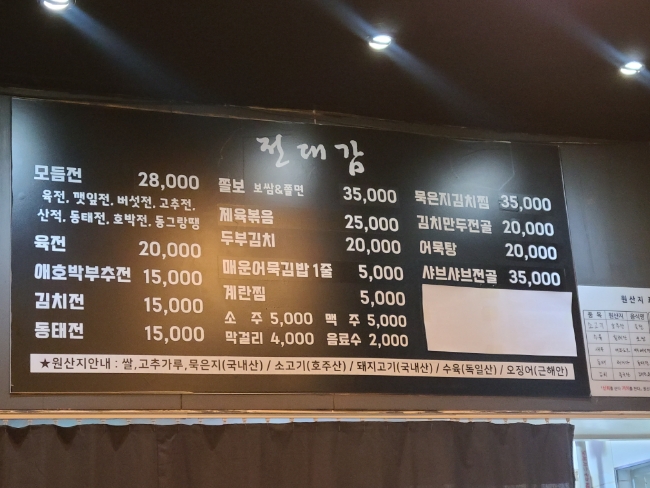 전대감
모듬전 28,000
육전, 깻잎전, 버섯전, 고추전,
산적, 동태전, 호박전, 동그랑땡
육전 20,000
애호박부추전 15,000
김치전 15,000
동태전 15,000
쫄보 보쌈&쫄면 35,000
제육볶음 25,000
두부김치 20,000
매운어묵김밥 1줄 5,000
계란찜 5,000
소 주 5,000 맥 주 5,000
막걸리 4,000 음료수 2,000
묵은지김치찜 35,000
김치만두전골 20,000
어묵탕 20,000
샤브샤브전골 35,000
★원산지안내 : 쌀,고추가루,묵은지(국내산) / 소고기(호주산) / 돼지고기(국내산) / 수육(독일산) / 오징어(근해안)
원산지
품목 원산지